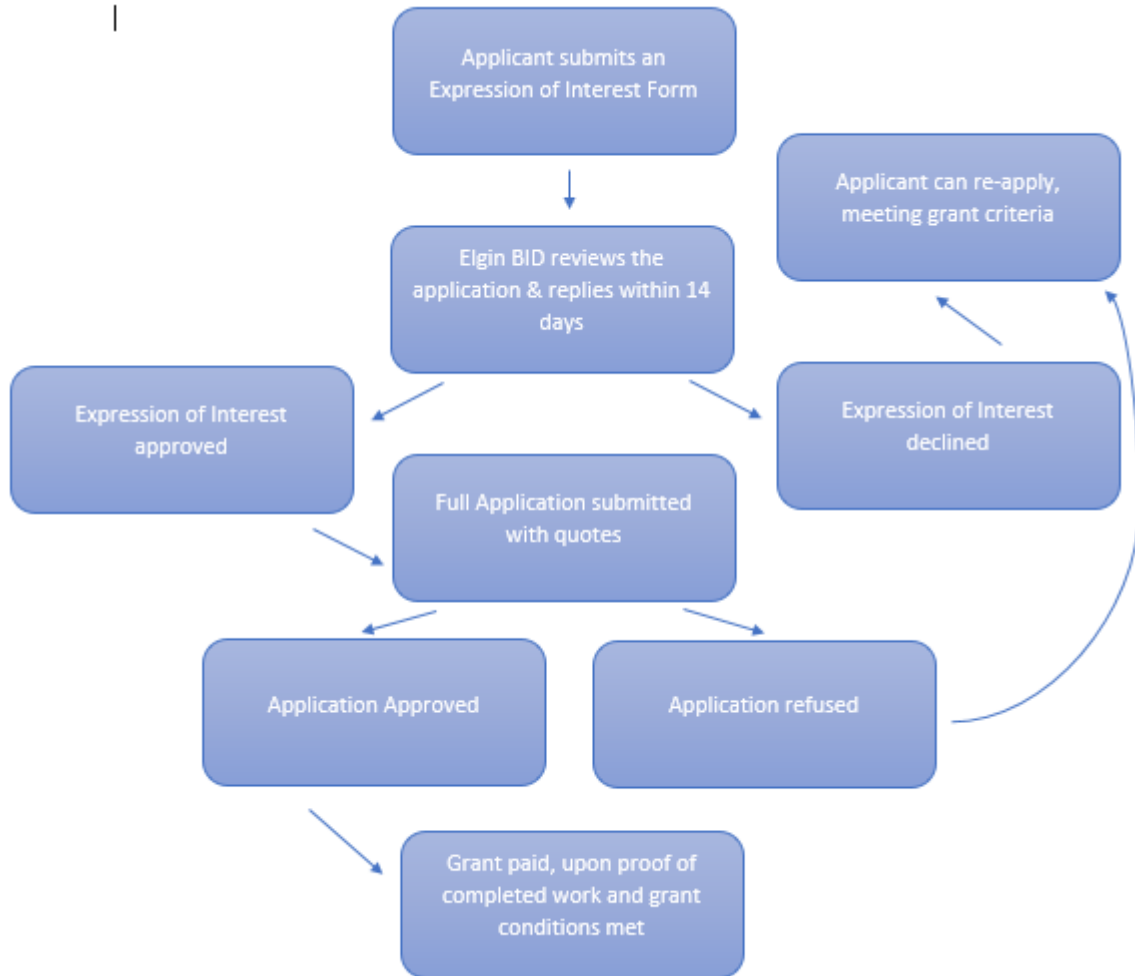 Applicant submits an
Expression of Interest Form
Applicant can re-apply,
meeting grant criteria
Elgin BID reviews the
application & replies within 14
days
Expression of Interest
approved
Expression of Interest
declined
Full Application submitted
with quotes
Application Approved
Application refused
Grant paid, upon proof of
completed work and grant
conditions met